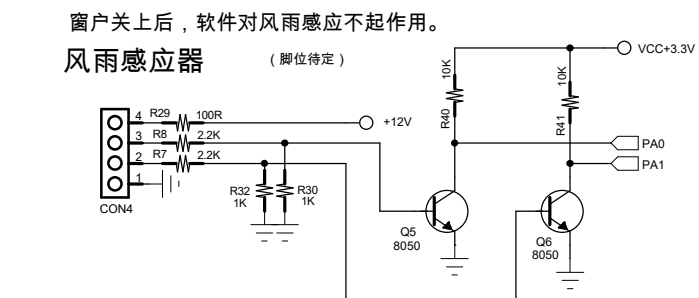 窗户关上后，软件对风雨感应不起作用。
风雨感应器 （脚位待定）
VCC+3.3V
10K 10K
R40 R41
4 R29 100R +12V
3 R8 2.2K PA0
2 R7 2.2K PA1
1
R32 1K
R30 1K
CON4
Q5 8050
Q6 8050